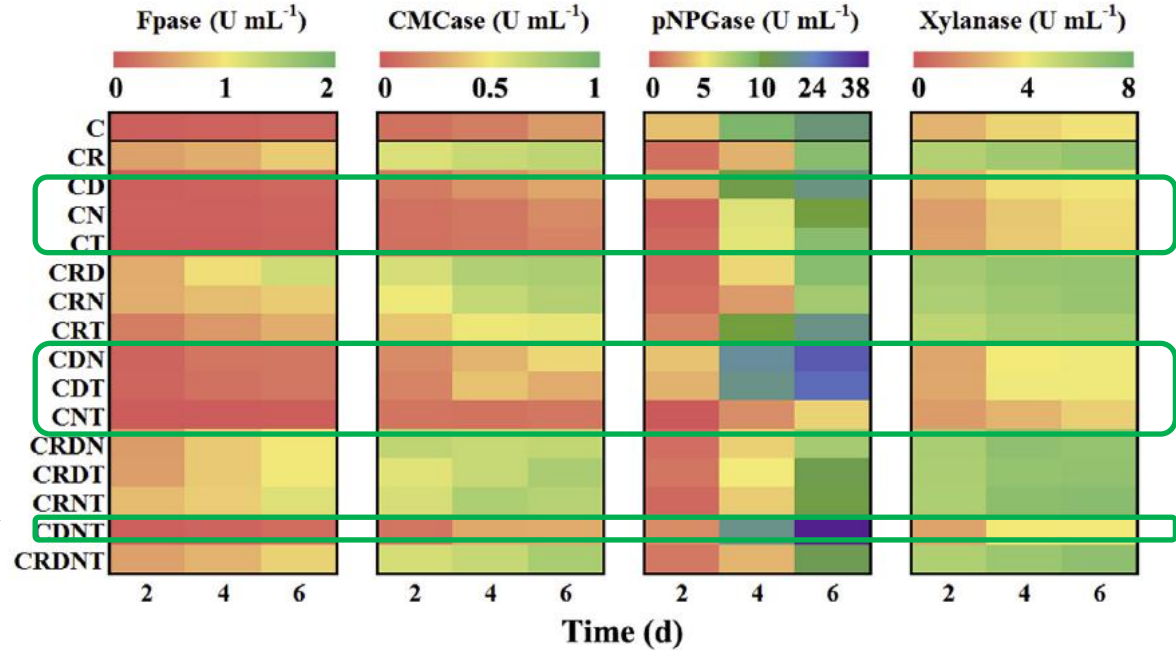 Fpase (U mL⁻¹) CMCase (U mL⁻¹) pNPGase (U mL⁻¹) Xylanase (U mL⁻¹)
0 1 2 0 0.5 1 0 5 10 24 38 0 4 8
C
CR
CD
CN
CT
CRD
CRN
CRT
CDN
CDT
CNT
CRDN
CRDT
CRNT
CDNT
CRDNT
2 4 6 2 4 6 2 4 6 2 4 6
Time (d)